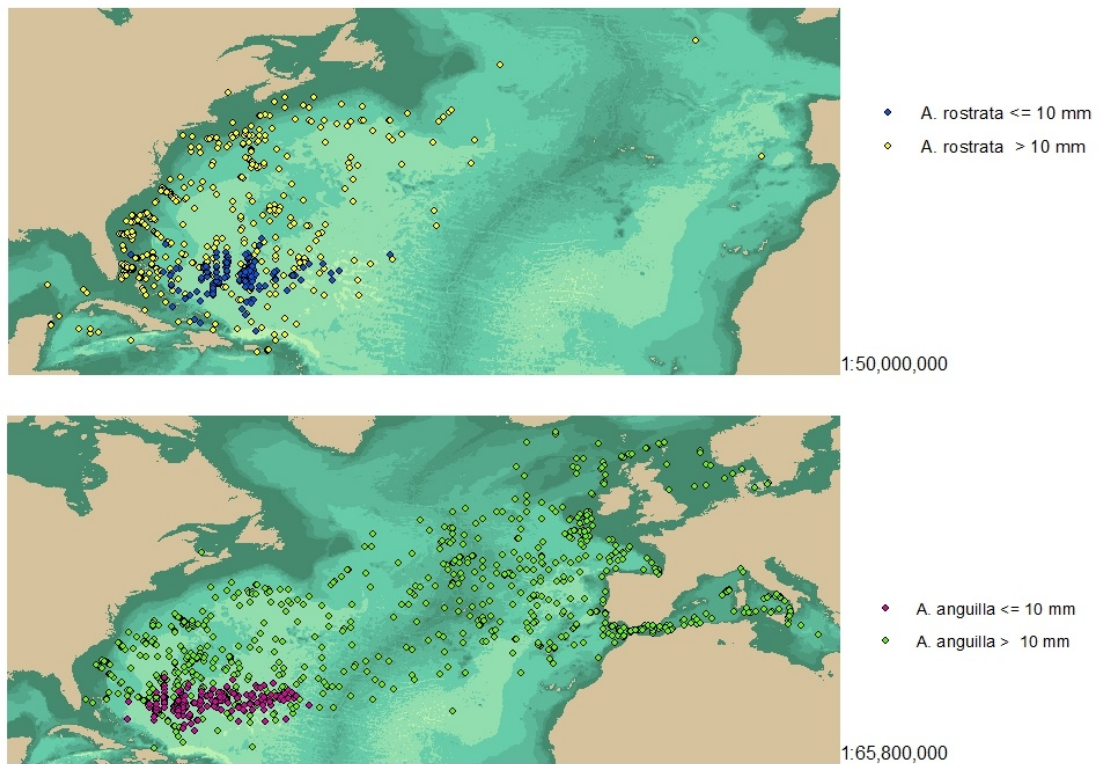 A. rostrata <= 10 mm
A. rostrata > 10 mm
1:50,000,000
A. anguilla <= 10 mm
A. anguilla > 10 mm
1:65,800,000